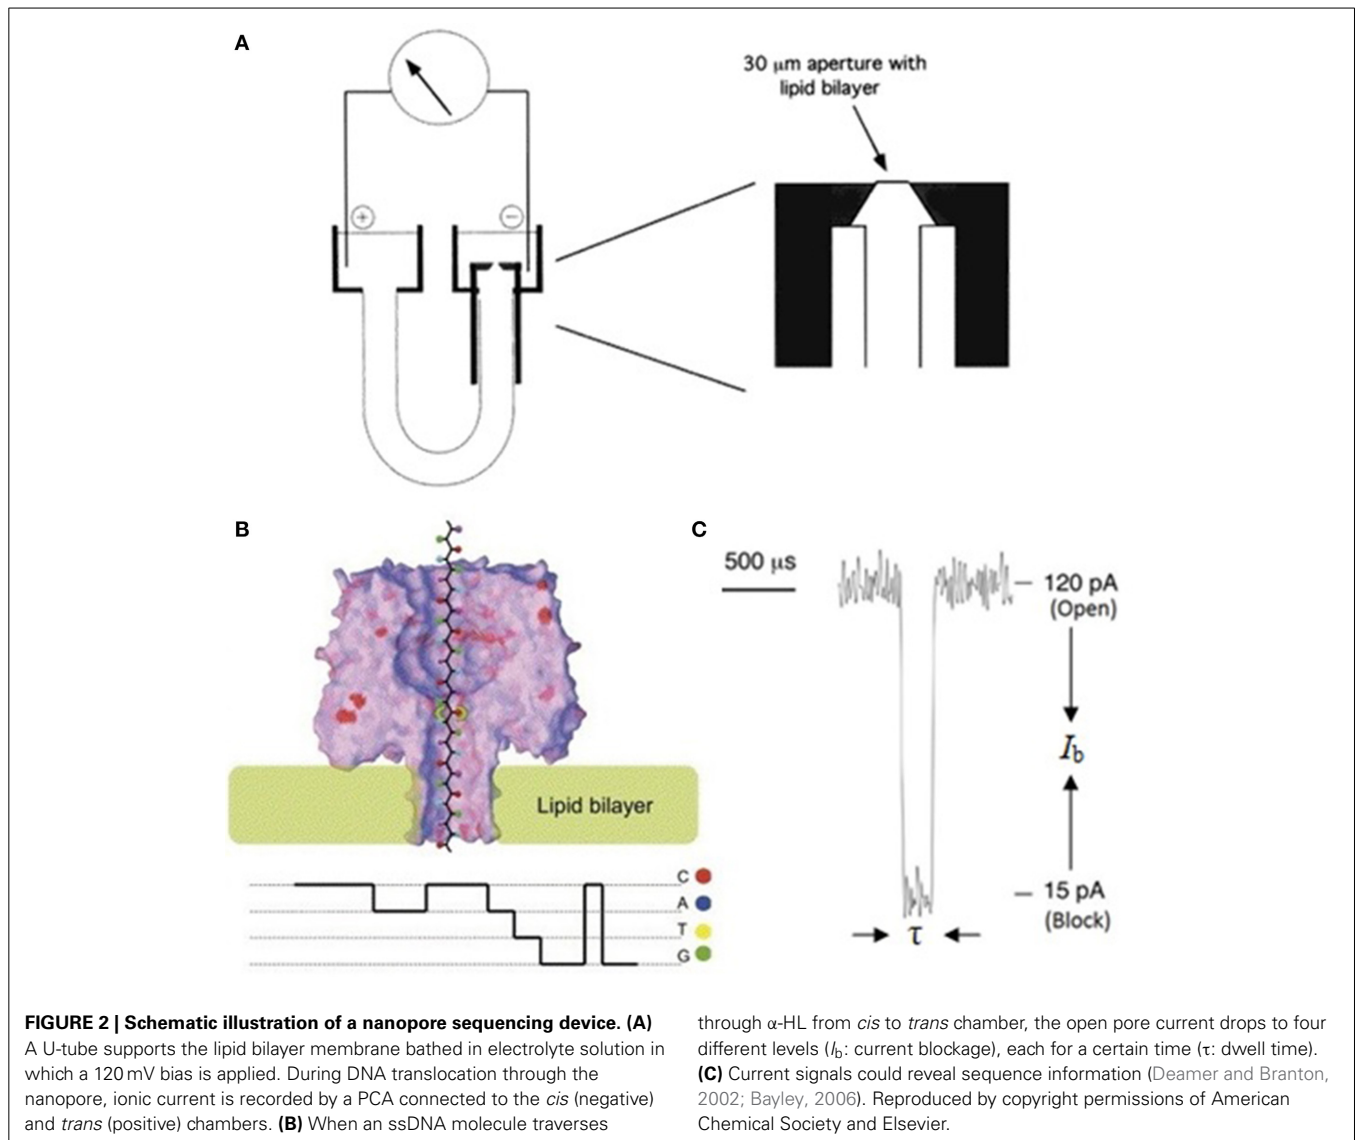 A
30 μm aperture with
lipid bilayer
+
−
B
Lipid bilayer
C
A
T
G
C
500 μs
120 pA
(Open)
Ib
15 pA
(Block)
τ
FIGURE 2 | Schematic illustration of a nanopore sequencing device. (A)
A U-tube supports the lipid bilayer membrane bathed in electrolyte solution in
which a 120 mV bias is applied. During DNA translocation through the
nanopore, ionic current is recorded by a PCA connected to the cis (negative)
and trans (positive) chambers. (B) When an ssDNA molecule traverses
through α-HL from cis to trans chamber, the open pore current drops to four
different levels (Ib: current blockage), each for a certain time (τ: dwell time).
(C) Current signals could reveal sequence information (Deamer and Branton,
2002; Bayley, 2006). Reproduced by copyright permissions of American
Chemical Society and Elsevier.